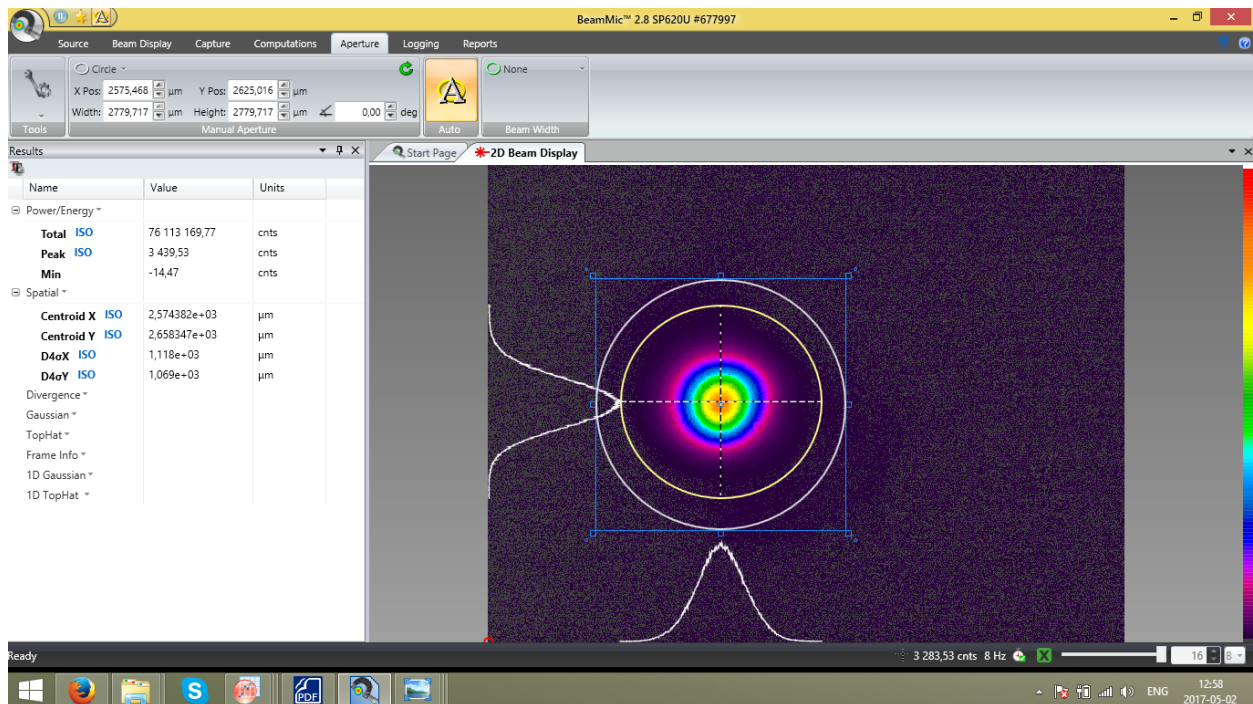 BeamMic™ 2.8 SP620U #677997
Source Beam Display Capture Computations Aperture Logging Reports
Circle None
X Pos: 2575,468 µm Y Pos: 2625,016 µm
Width: 2779,717 µm Height: 2779,717 µm 0,00 deg
Tools Manual Aperture Auto Beam Width
Results
Start Page 2D Beam Display
Name Value Units
Power/Energy
Total ISO 76 113 169,77 cnts
Peak ISO 3 439,53 cnts
Min -14,47 cnts
Spatial
Centroid X ISO 2,574382e+03 µm
Centroid Y ISO 2,658347e+03 µm
D4σX ISO 1,118e+03 µm
D4σY ISO 1,069e+03 µm
Divergence
Gaussian
TopHat
Frame Info
1D Gaussian
1D TopHat
Ready 3 283,53 cnts 8 Hz 16 B
PDF
ENG
12:58
2017-05-02